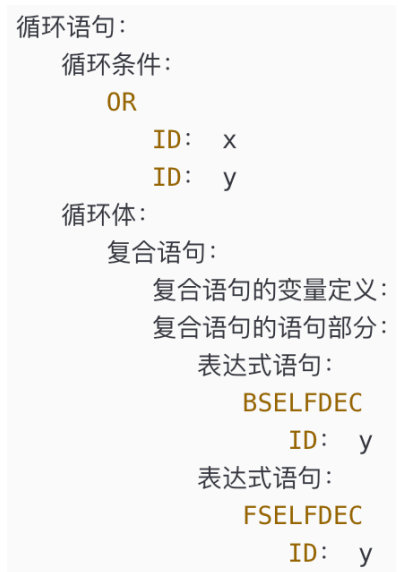 循环语句：
循环条件：
OR
ID： x
ID： y
循环体：
复合语句：
复合语句的变量定义：
复合语句的语句部分：
表达式语句：
BSELFDEC
ID： y
表达式语句：
FSELFDEC
ID： y